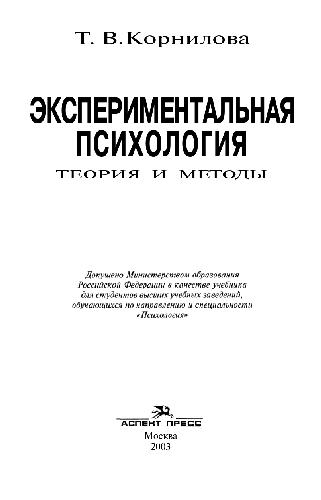 Т. В. Корнилова
ЭКСПЕРИМЕНТАЛЬНАЯ
ПСИХОЛОГИЯ
ТЕОРИЯ И МЕТОДЫ
Допущено Министерством образования
Российской Федерации в качестве учебника
для студентов высших учебных заведений,
обучающихся по направлению и специальности
«Психология»
АСПЕНТ ПРЕСС
Москва
2003